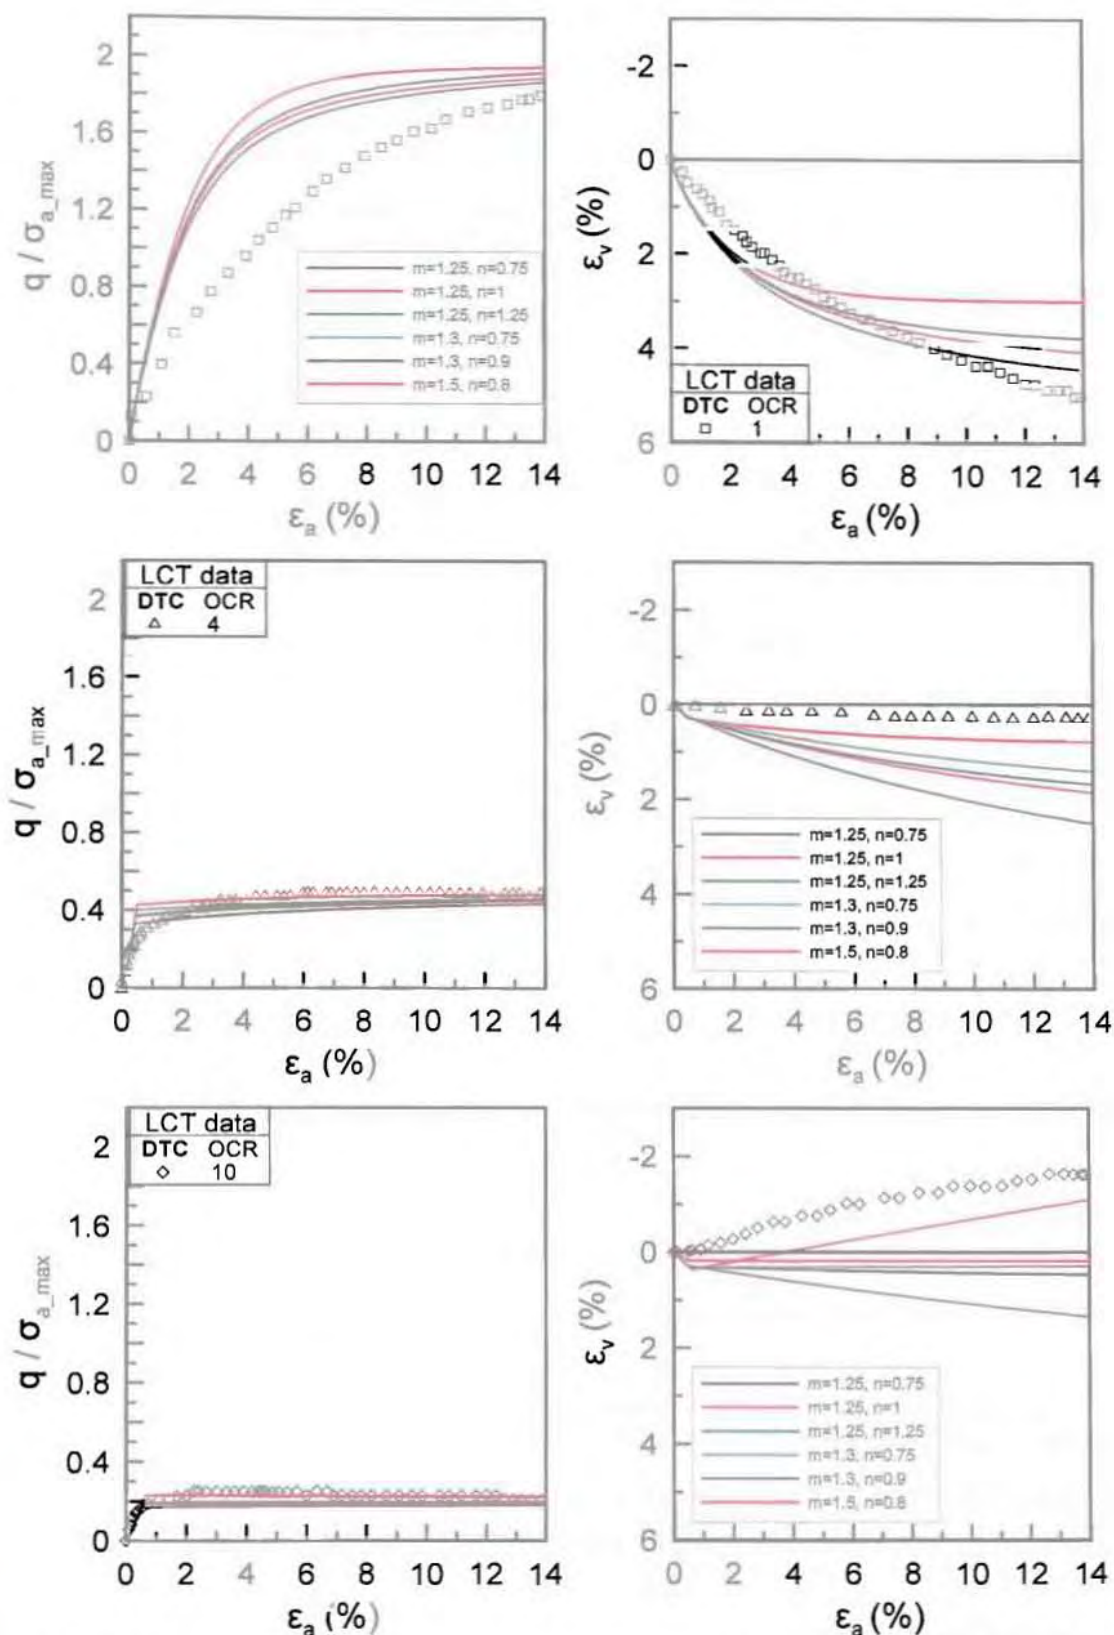 2
1.6
1.2
0.8
0.4
0
q / σa_max
m=1.25, n=0.75
m=1.25, n=1
m=1.25, n=1.25
m=1.3, n=0.75
m=1.3, n=0.9
m=1.5, n=0.8
0 2 4 6 8 10 12 14
εa (%)
-2
0
2
4
6
εv (%)
LCT data
DTC OCR
1
0 2 4 6 8 10 12 14
εa (%)
LCT data
DTC OCR
4
2
1.6
1.2
0.8
0.4
0
q / σa_max
0 2 4 6 8 10 12 14
εa (%)
-2
0
2
4
6
εv (%)
m=1.25, n=0.75
m=1.25, n=1
m=1.25, n=1.25
m=1.3, n=0.75
m=1.3, n=0.9
m=1.5, n=0.8
0 2 4 6 8 10 12 14
εa (%)
LCT data
DTC OCR
10
2
1.6
1.2
0.8
0.4
0
q / σa_max
0 2 4 6 8 10 12 14
εa (%)
-2
0
2
4
6
εv (%)
m=1.25, n=0.75
m=1.25, n=1
m=1.25, n=1.25
m=1.3, n=0.75
m=1.3, n=0.9
m=1.5, n=0.8
0 2 4 6 8 10 12 14
εa (%)